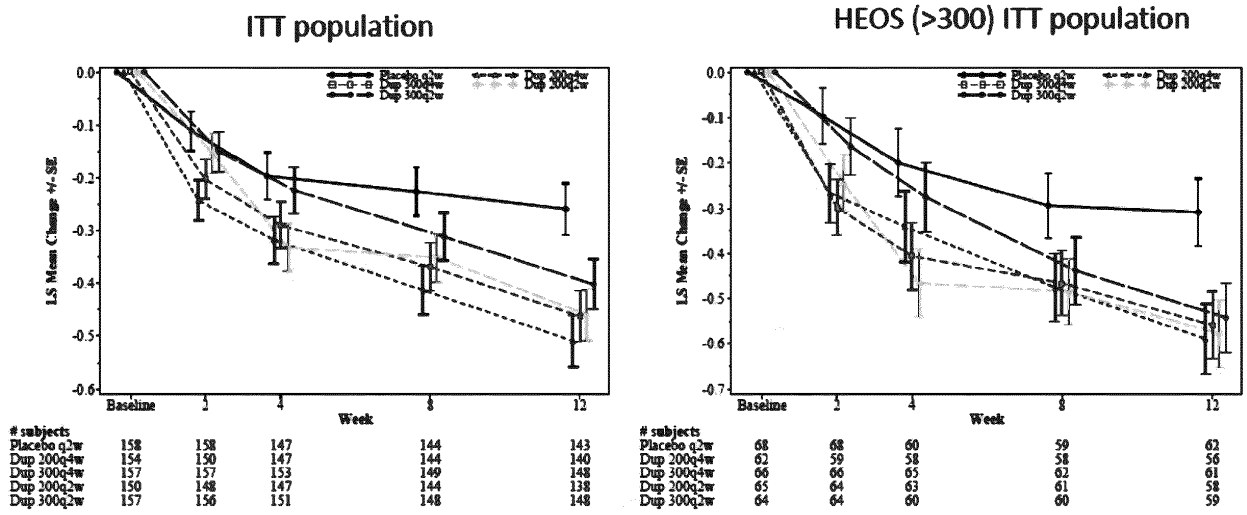 ITT population
0.0
-0.1
-0.2
-0.3
-0.4
-0.5
-0.6
LS Mean Change +/- SE
Placebo q2w
Dup 300q4w
Dup 300q2w
Dup 200q4w
Dup 200q2w
Baseline 2 4 8 12
Week
# subjects
Placebo q2w 158 158 147 144 143
Dup 200q4w 154 150 147 144 140
Dup 300q4w 157 157 153 149 148
Dup 200q2w 150 148 147 144 138
Dup 300q2w 157 156 151 148 148
HEOS (>300) ITT population
0.0
-0.1
-0.2
-0.3
-0.4
-0.5
-0.6
-0.7
LS Mean Change +/- SE
Placebo q2w
Dup 300q4w
Dup 300q2w
Dup 200q4w
Dup 200q2w
Baseline 2 4 8 12
Week
# subjects
Placebo q2w 68 68 60 59 62
Dup 200q4w 62 59 58 58 56
Dup 300q4w 66 66 65 62 61
Dup 200q2w 65 64 63 61 58
Dup 300q2w 64 64 60 60 59